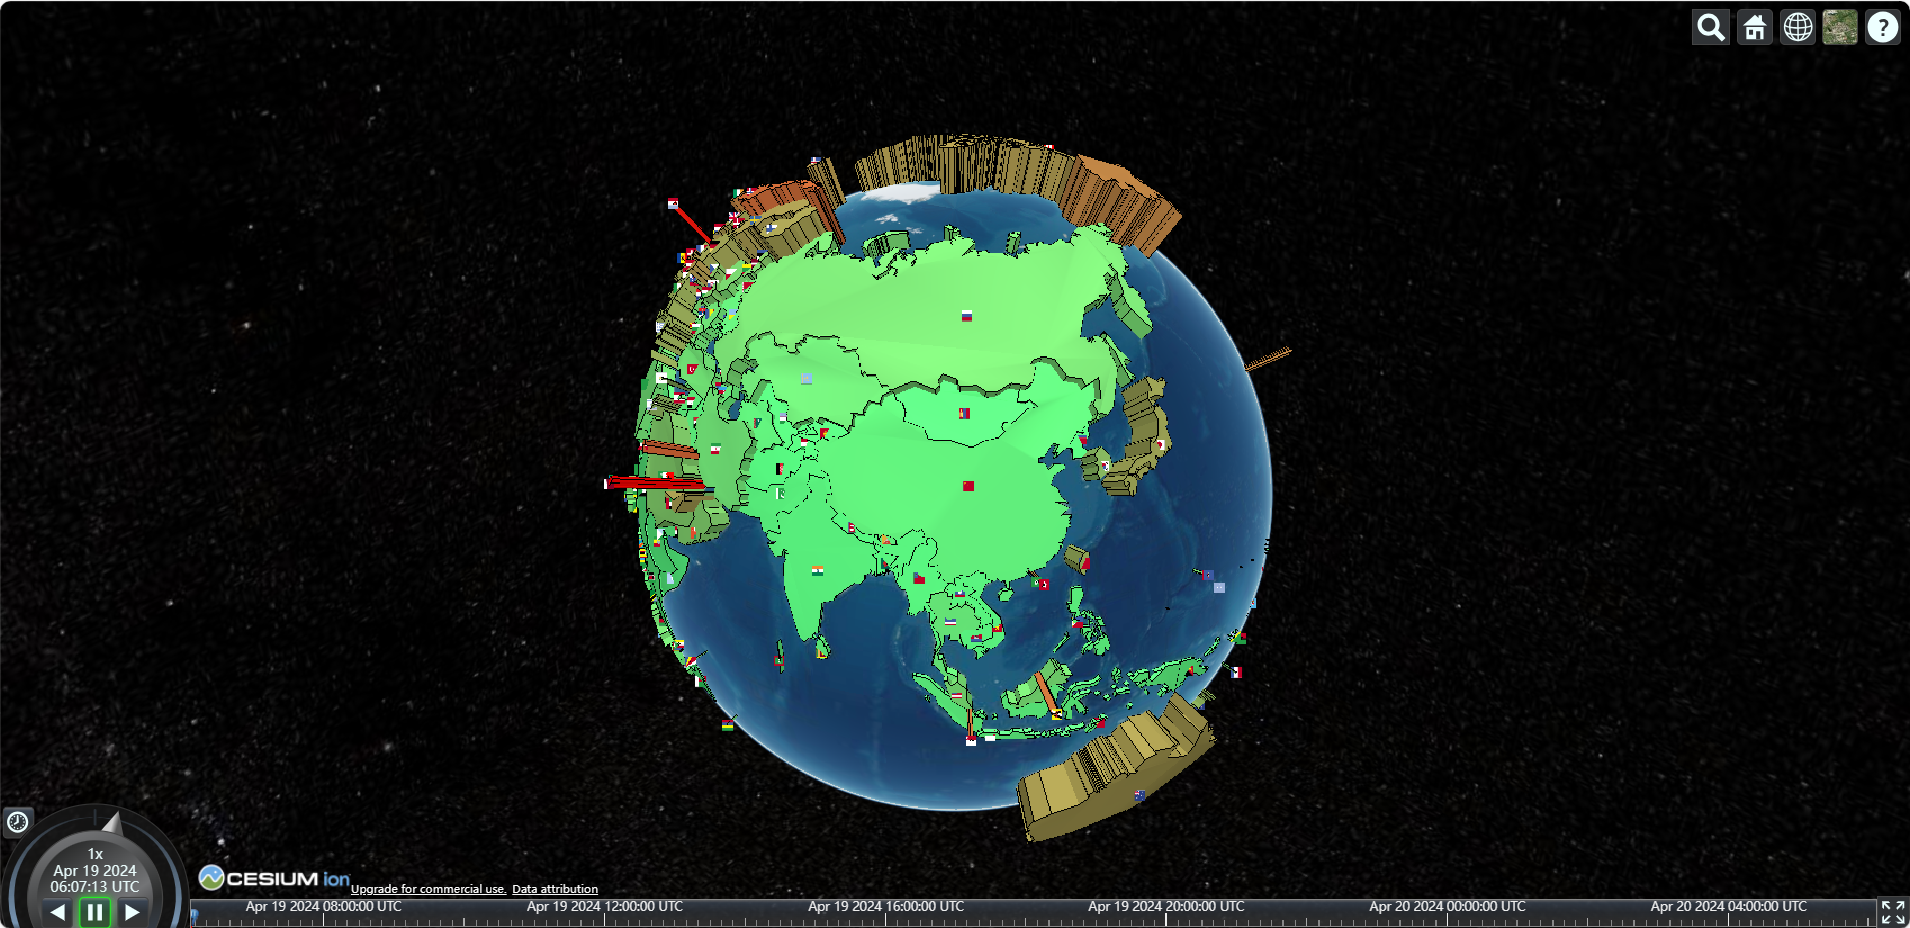 ?
1x
Apr 19 2024
06:07:13 UTC
CESIUM ion
Upgrade for commercial use. Data attribution
Apr 19 2024 08:00:00 UTC
Apr 19 2024 12:00:00 UTC
Apr 19 2024 16:00:00 UTC
Apr 19 2024 20:00:00 UTC
Apr 20 2024 00:00:00 UTC
Apr 20 2024 04:00:00 UTC